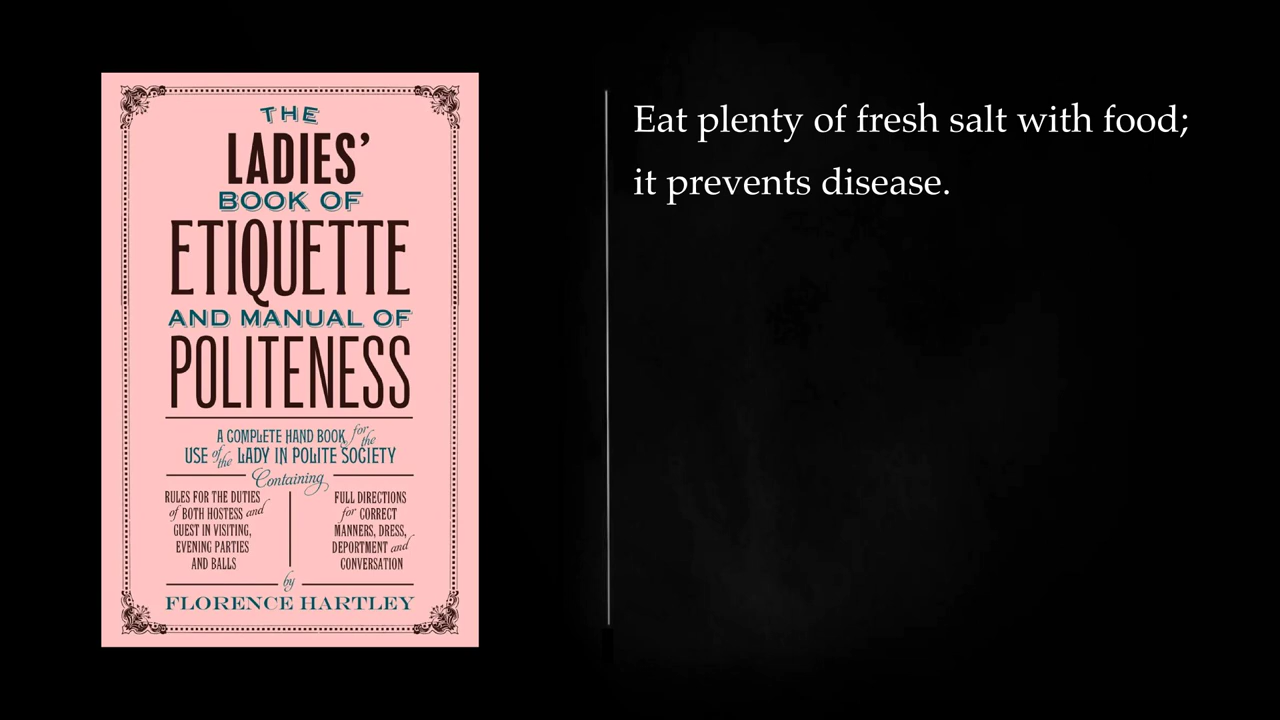 THE
LADIES'
BOOK OF
ETIQUETTE
AND MANUAL OF
POLITENESS
A COMPLETE HAND BOOK for the
USE of the LADY IN POLITE SOCIETY
Containing
RULES FOR THE DUTIES
of BOTH HOSTESS and
GUEST IN VISITING,
EVENING PARTIES
AND BALLS
FULL DIRECTIONS
for CORRECT
MANNERS, DRESS,
DEPORTMENT and
CONVERSATION
by
FLORENCE HARTLEY
Eat plenty of fresh salt with food;
it prevents disease.